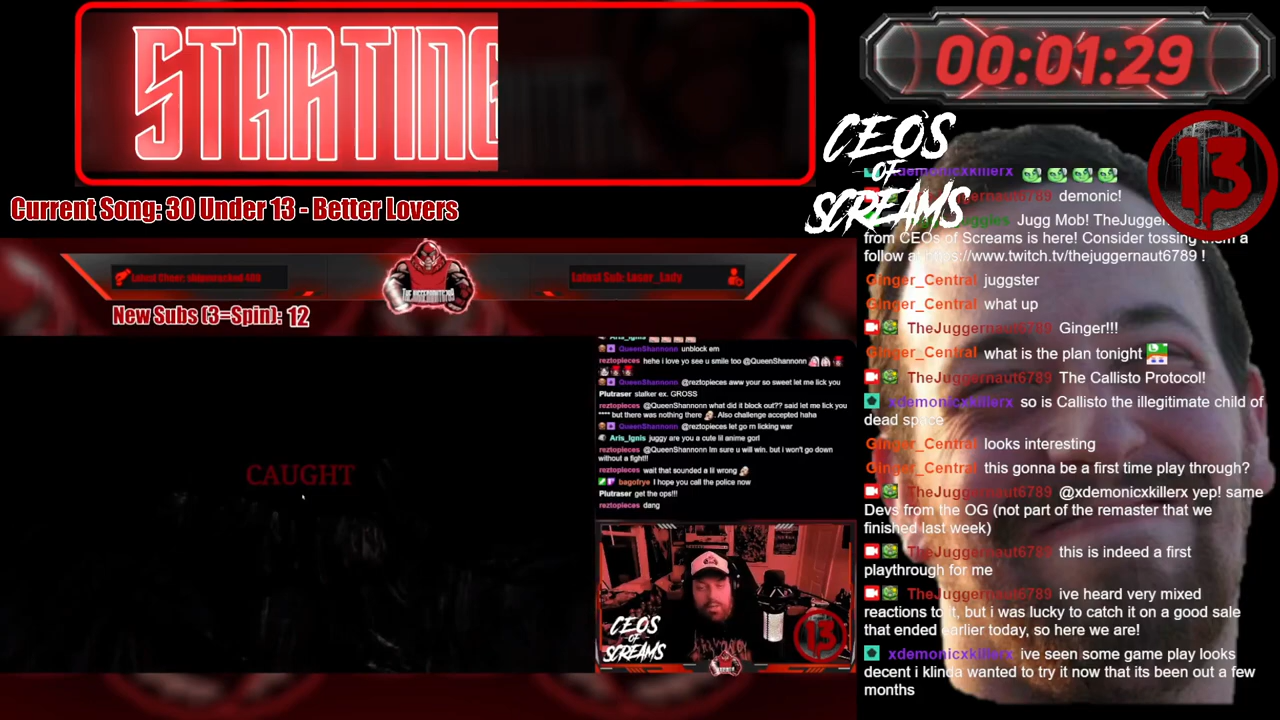 STARTING
00:01:29
CEOS
OF
SCREAMS
13
Current Song: 30 Under 13 - Better Lovers
Latest Sub: Loser_Lady
New Subs (3=Spin): 12
CAUGHT
QueenShannonn unblock em
reztopieces hehe i love yo see u smile too @QueenShannonn
QueenShannonn @reztopieces aww your so sweet let me lick you
Plutraser stalker ex. GROSS
reztopieces @QueenShannonn what did it block out?? said let me lick you
**** but there was nothing there. Also challenge accepted haha
QueenShannonn @reztopieces let go rn licking war
Aris_Ignis juggy are you a cute lil anime gorl
reztopieces @QueenShannonn Im sure u will win. but i won't go down
without a fight!!
reztopieces wait that sounded a lil wrong
bagofrye I hope you call the police now
Plutraser get the ops!!!
reztopieces dang
CEOS
OF
SCREAMS
13
xdemonicxkillerx
demonic!
Jugg Mob!
from CEOs of Screams is here! Consider tossing them a
follow at https://www.twitch.tv/thejuggernaut6789 !
Ginger_Central juggster
Ginger_Central what up
TheJuggernaut6789 Ginger!!!
Ginger_Central what is the plan tonight
TheJuggernaut6789 The Callisto Protocol!
xdemonicxkillerx so is Callisto the illegitimate child of
dead space
Ginger_Central looks interesting
Ginger_Central this gonna be a first time play through?
TheJuggernaut6789 @xdemonicxkillerx yep! same
Devs from the OG (not part of the remaster that we
finished last week)
TheJuggernaut6789 this is indeed a first
playthrough for me
TheJuggernaut6789 ive heard very mixed
reactions to it, but i was lucky to catch it on a good sale
that ended earlier today, so here we are!
xdemonicxkillerx ive seen some game play looks
decent i klinda wanted to try it now that its been out a few
months